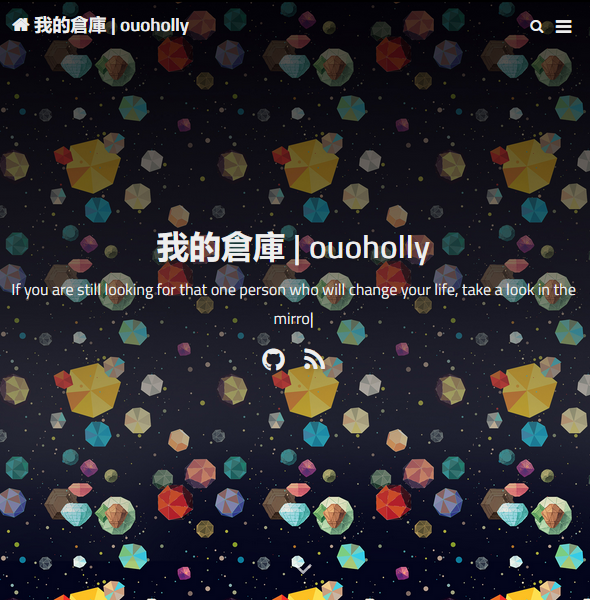 我的倉庫 | ouoholly
我的倉庫 | ouoholly
If you are still looking for that one person who will change your life, take a look in the
mirro|